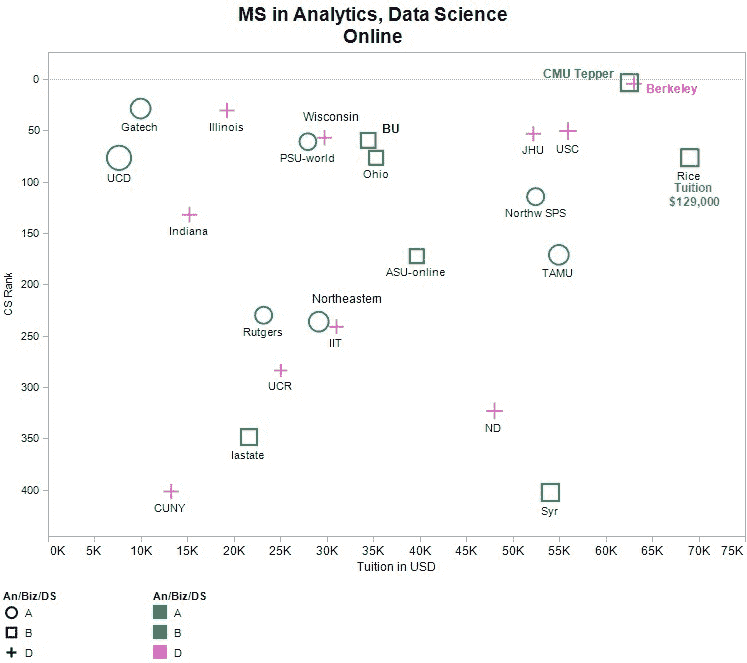 MS in Analytics, Data Science
Online
CMU Tepper
Berkeley
Gatech
Illinois
Wisconsin
BU
PSU-world
Ohio
JHU
USC
UCD
Rice
Tuition
$129,000
Northw SPS
Indiana
ASU-online
TAMU
Northeastern
Rutgers
IIT
UCR
ND
Iastate
CUNY
Syr
CS Rank
0
50
100
150
200
250
300
350
400
0K 5K 10K 15K 20K 25K 30K 35K 40K 45K 50K 55K 60K 65K 70K 75K
Tuition in USD
An/Biz/DS An/Biz/DS
A A
B B
D D